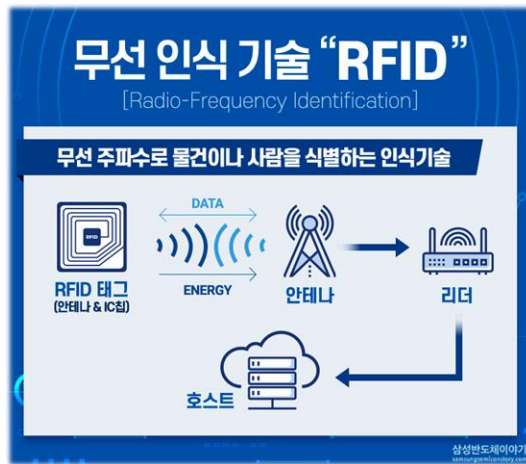 무선 인식 기술 “RFID”
[Radio-Frequency Identification]
무선 주파수로 물건이나 사람을 식별하는 인식기술
DATA
RFID
ENERGY
RFID 태그
(안테나 & IC칩)
안테나
리더
호스트
삼성반도체이야기
samsungsemiconstory.com